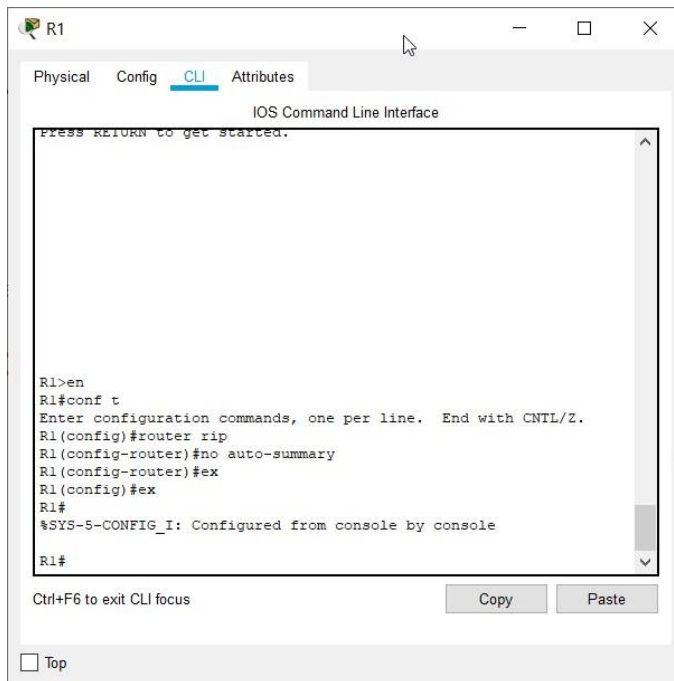 R1
Physical Config CLI Attributes
IOS Command Line Interface
Press RETURN to get started.
R1>en
R1#conf t
Enter configuration commands, one per line.  End with CNTL/Z.
R1(config)#router rip
R1(config-router)#no auto-summary
R1(config-router)#ex
R1(config)#ex
R1#
%SYS-5-CONFIG_I: Configured from console by console
R1#
Ctrl+F6 to exit CLI focus
Copy Paste
Top